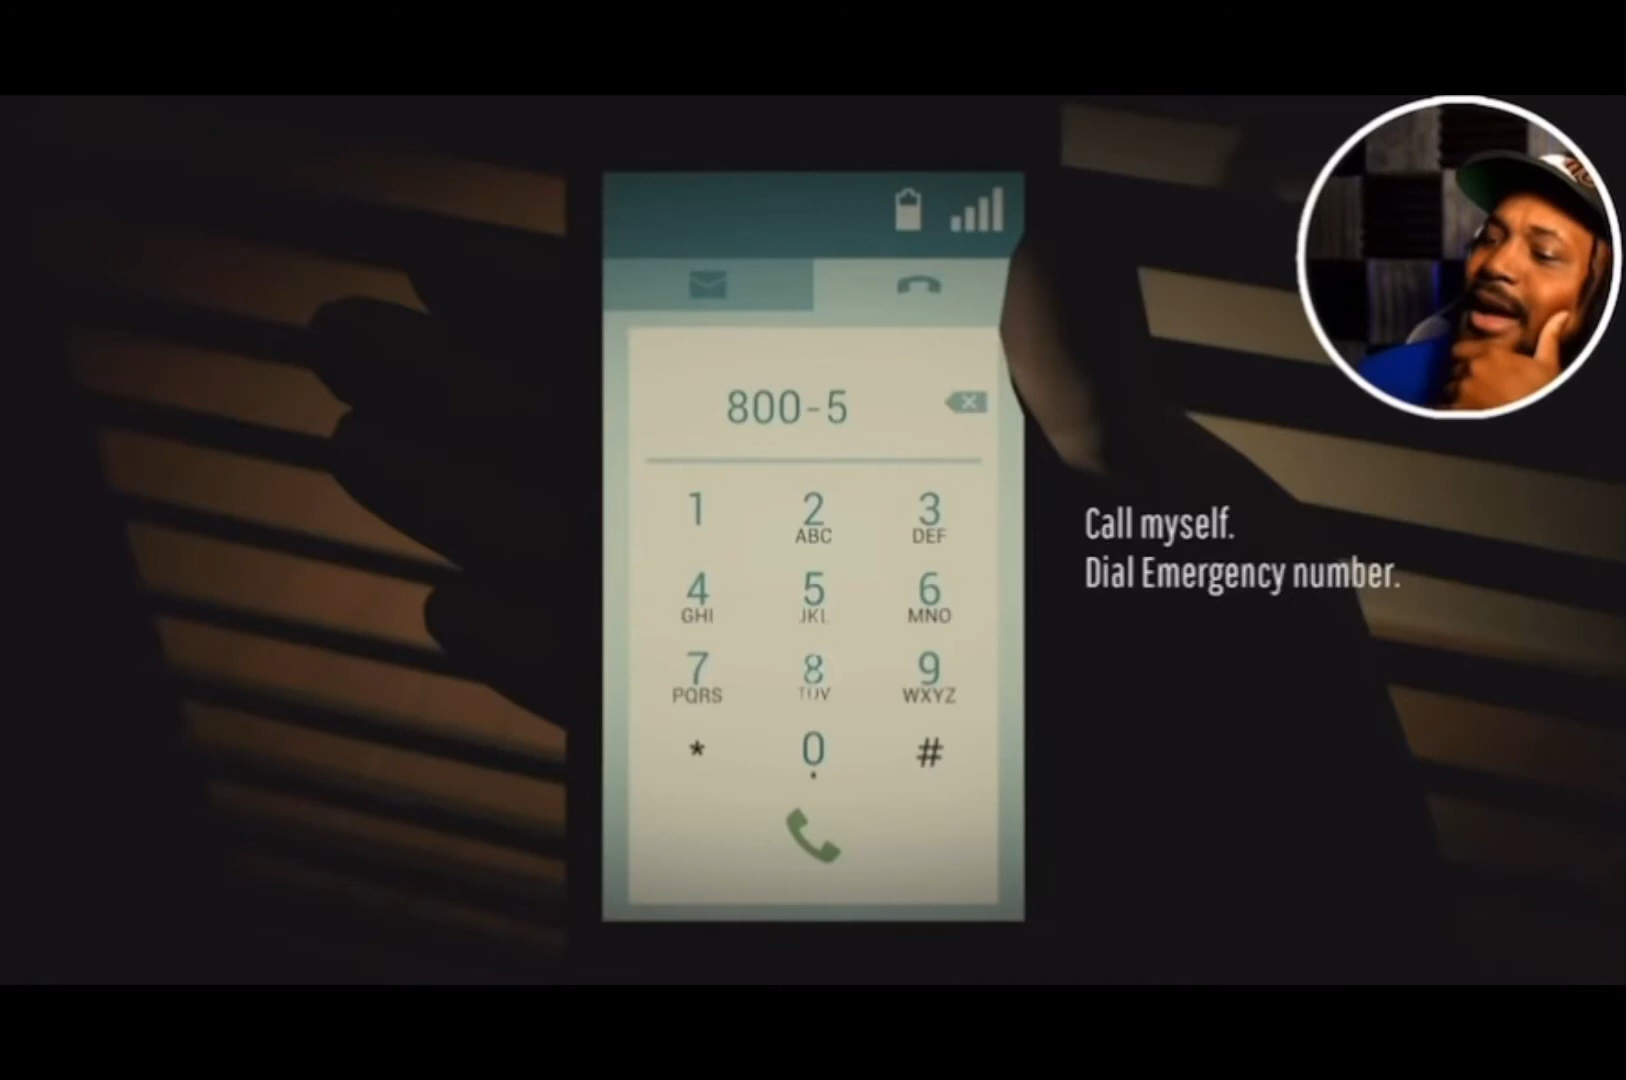 800-5
1 2 3
ABC DEF
4 5 6
GHI JKL MNO
7 8 9
PQRS TUV WXYZ
* 0 #
Call myself.
Dial Emergency number.